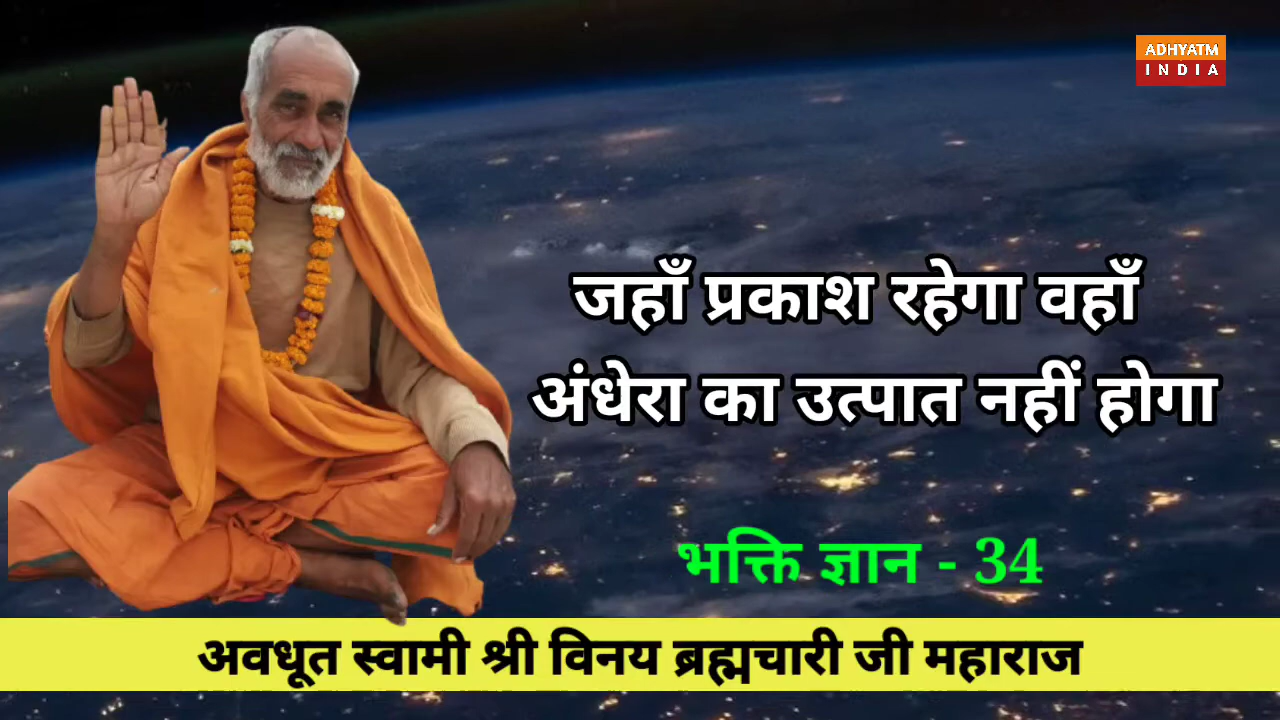 ADHYATM
INDIA
जहाँ प्रकाश रहेगा वहाँ
अंधेरा का उत्पात नहीं होगा
भक्ति ज्ञान - 34
अवधूत स्वामी श्री विनय ब्रह्मचारी जी महाराज